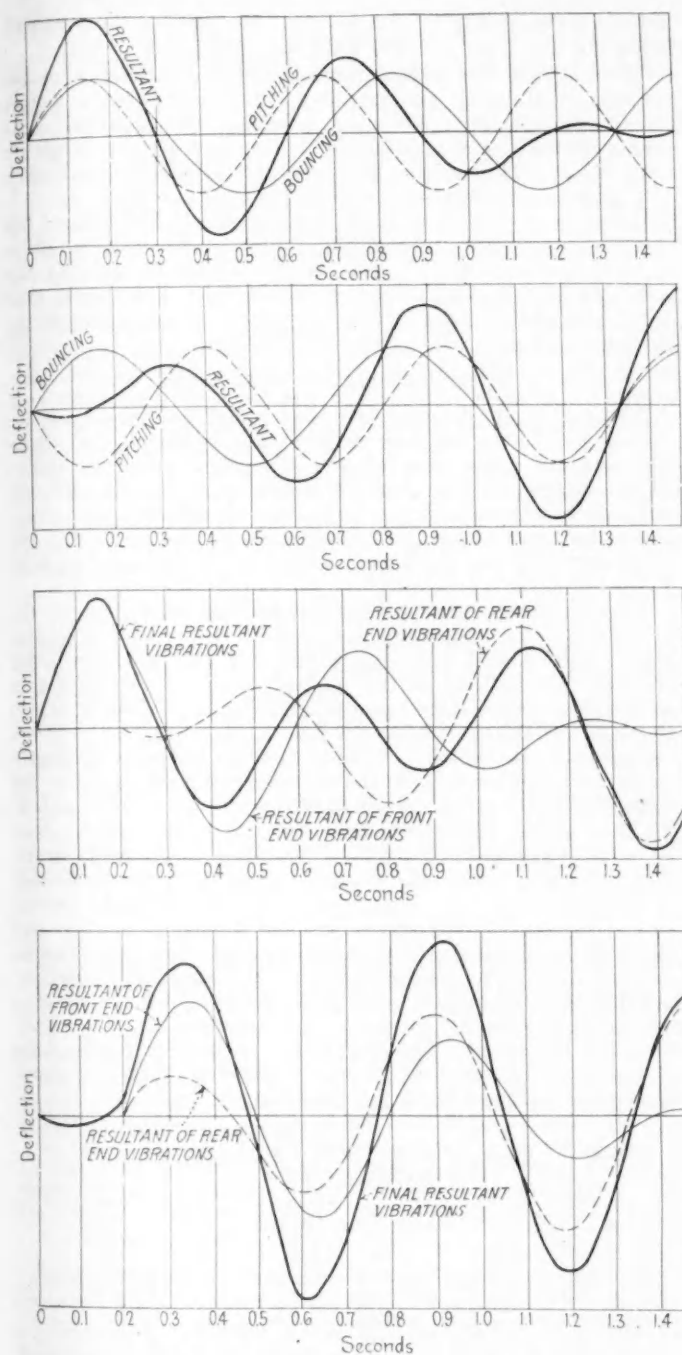 Deflection
RESULTANT
PITCHING
BOUNCING
0 0.1 0.2 0.3 0.4 0.5 0.6 0.7 0.8 0.9 1.0 1.1 1.2 1.3 1.4
Seconds
Deflection
BOUNCING
PITCHING
RESULTANT
0 0.1 0.2 0.3 0.4 0.5 0.6 0.7 0.8 0.9 1.0 1.1 1.2 1.3 1.4
Seconds
Deflection
FINAL RESULTANT
VIBRATIONS
RESULTANT OF REAR
END VIBRATIONS
RESULTANT OF FRONT
END VIBRATIONS
0 0.1 0.2 0.3 0.4 0.5 0.6 0.7 0.8 0.9 1.0 1.1 1.2 1.3 1.4
Seconds
Deflection
RESULTANT OF
FRONT END
VIBRATIONS
RESULTANT OF REAR
END VIBRATIONS
FINAL RESULTANT
VIBRATIONS
0 0.1 0.2 0.3 0.4 0.5 0.6 0.7 0.8 0.9 1.0 1.1 1.2 1.3 1.4
Seconds